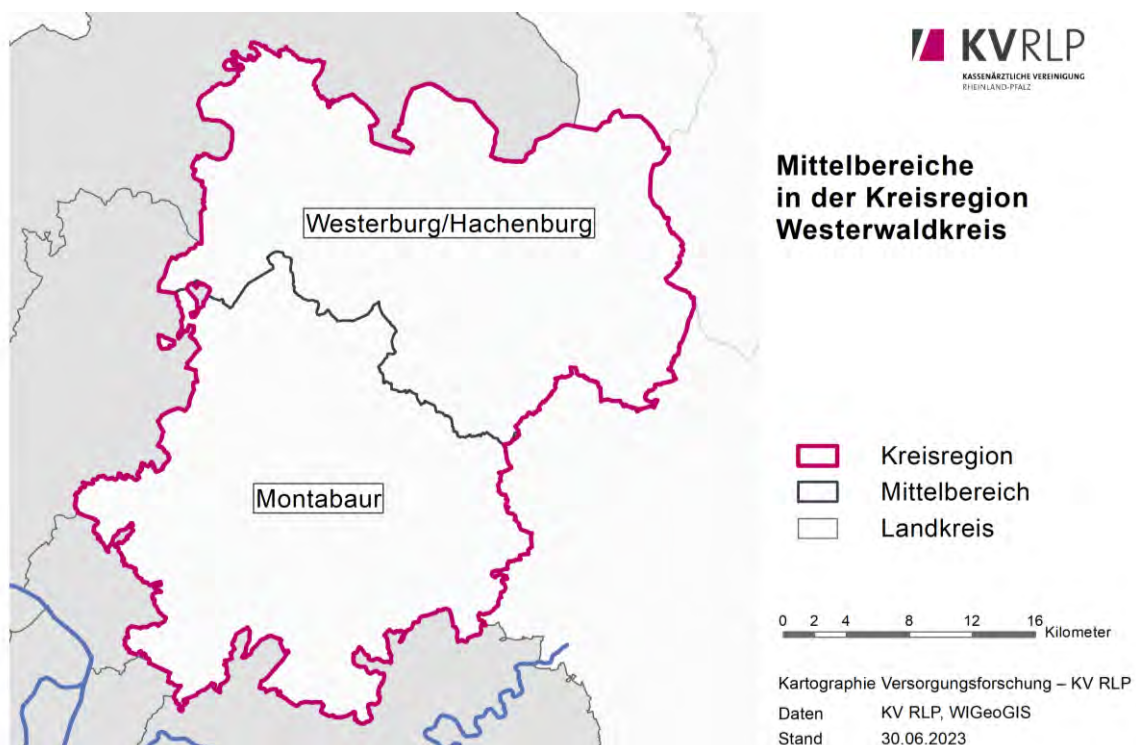 KVRLP
KASSENÄRZTLICHE VEREINIGUNG
RHEINLAND-PFALZ
Mittelbereiche
in der Kreisregion
Westerwaldkreis
Westerburg/Hachenburg
Montabaur
Kreisregion
Mittelbereich
Landkreis
0 2 4 8 12 16
Kilometer
Kartographie Versorgungsforschung – KV RLP
Daten KV RLP, WIGeoGIS
Stand 30.06.2023